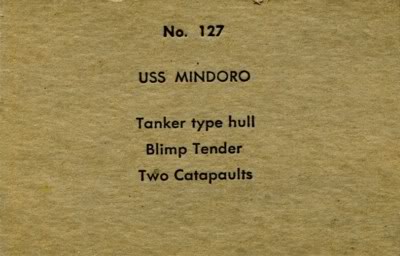 No. 127
USS MINDORO
Tanker type hull
Blimp Tender
Two Catapaults